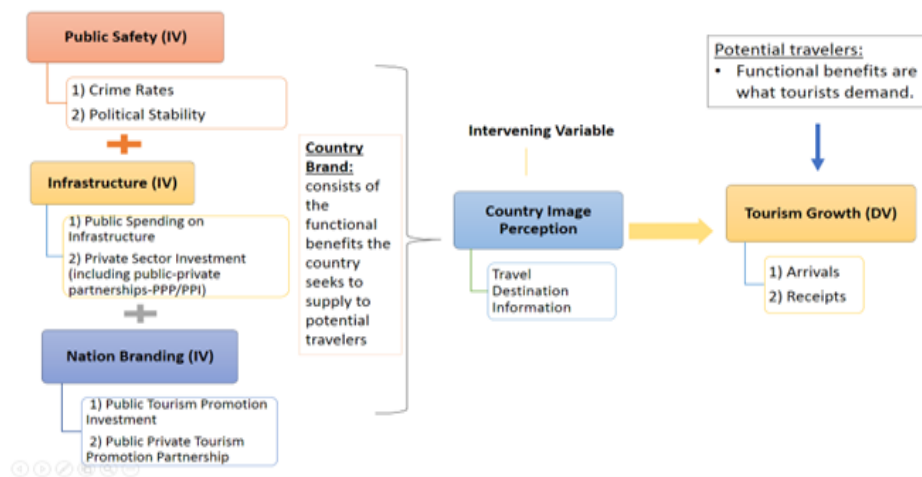 Public Safety (IV)
1) Crime Rates
2) Political Stability
Infrastructure (IV)
1) Public Spending on
Infrastructure
2) Private Sector Investment
(including public-private
partnerships-PPP/PPI)
Nation Branding (IV)
1) Public Tourism Promotion
Investment
2) Public Private Tourism
Promotion Partnership
Country
Brand:
consists of
the
functional
benefits the
country
seeks to
supply to
potential
travelers
Intervening Variable
Country Image
Perception
Travel
Destination
Information
Potential travelers:
• Functional benefits are
what tourists demand.
Tourism Growth (DV)
1) Arrivals
2) Receipts